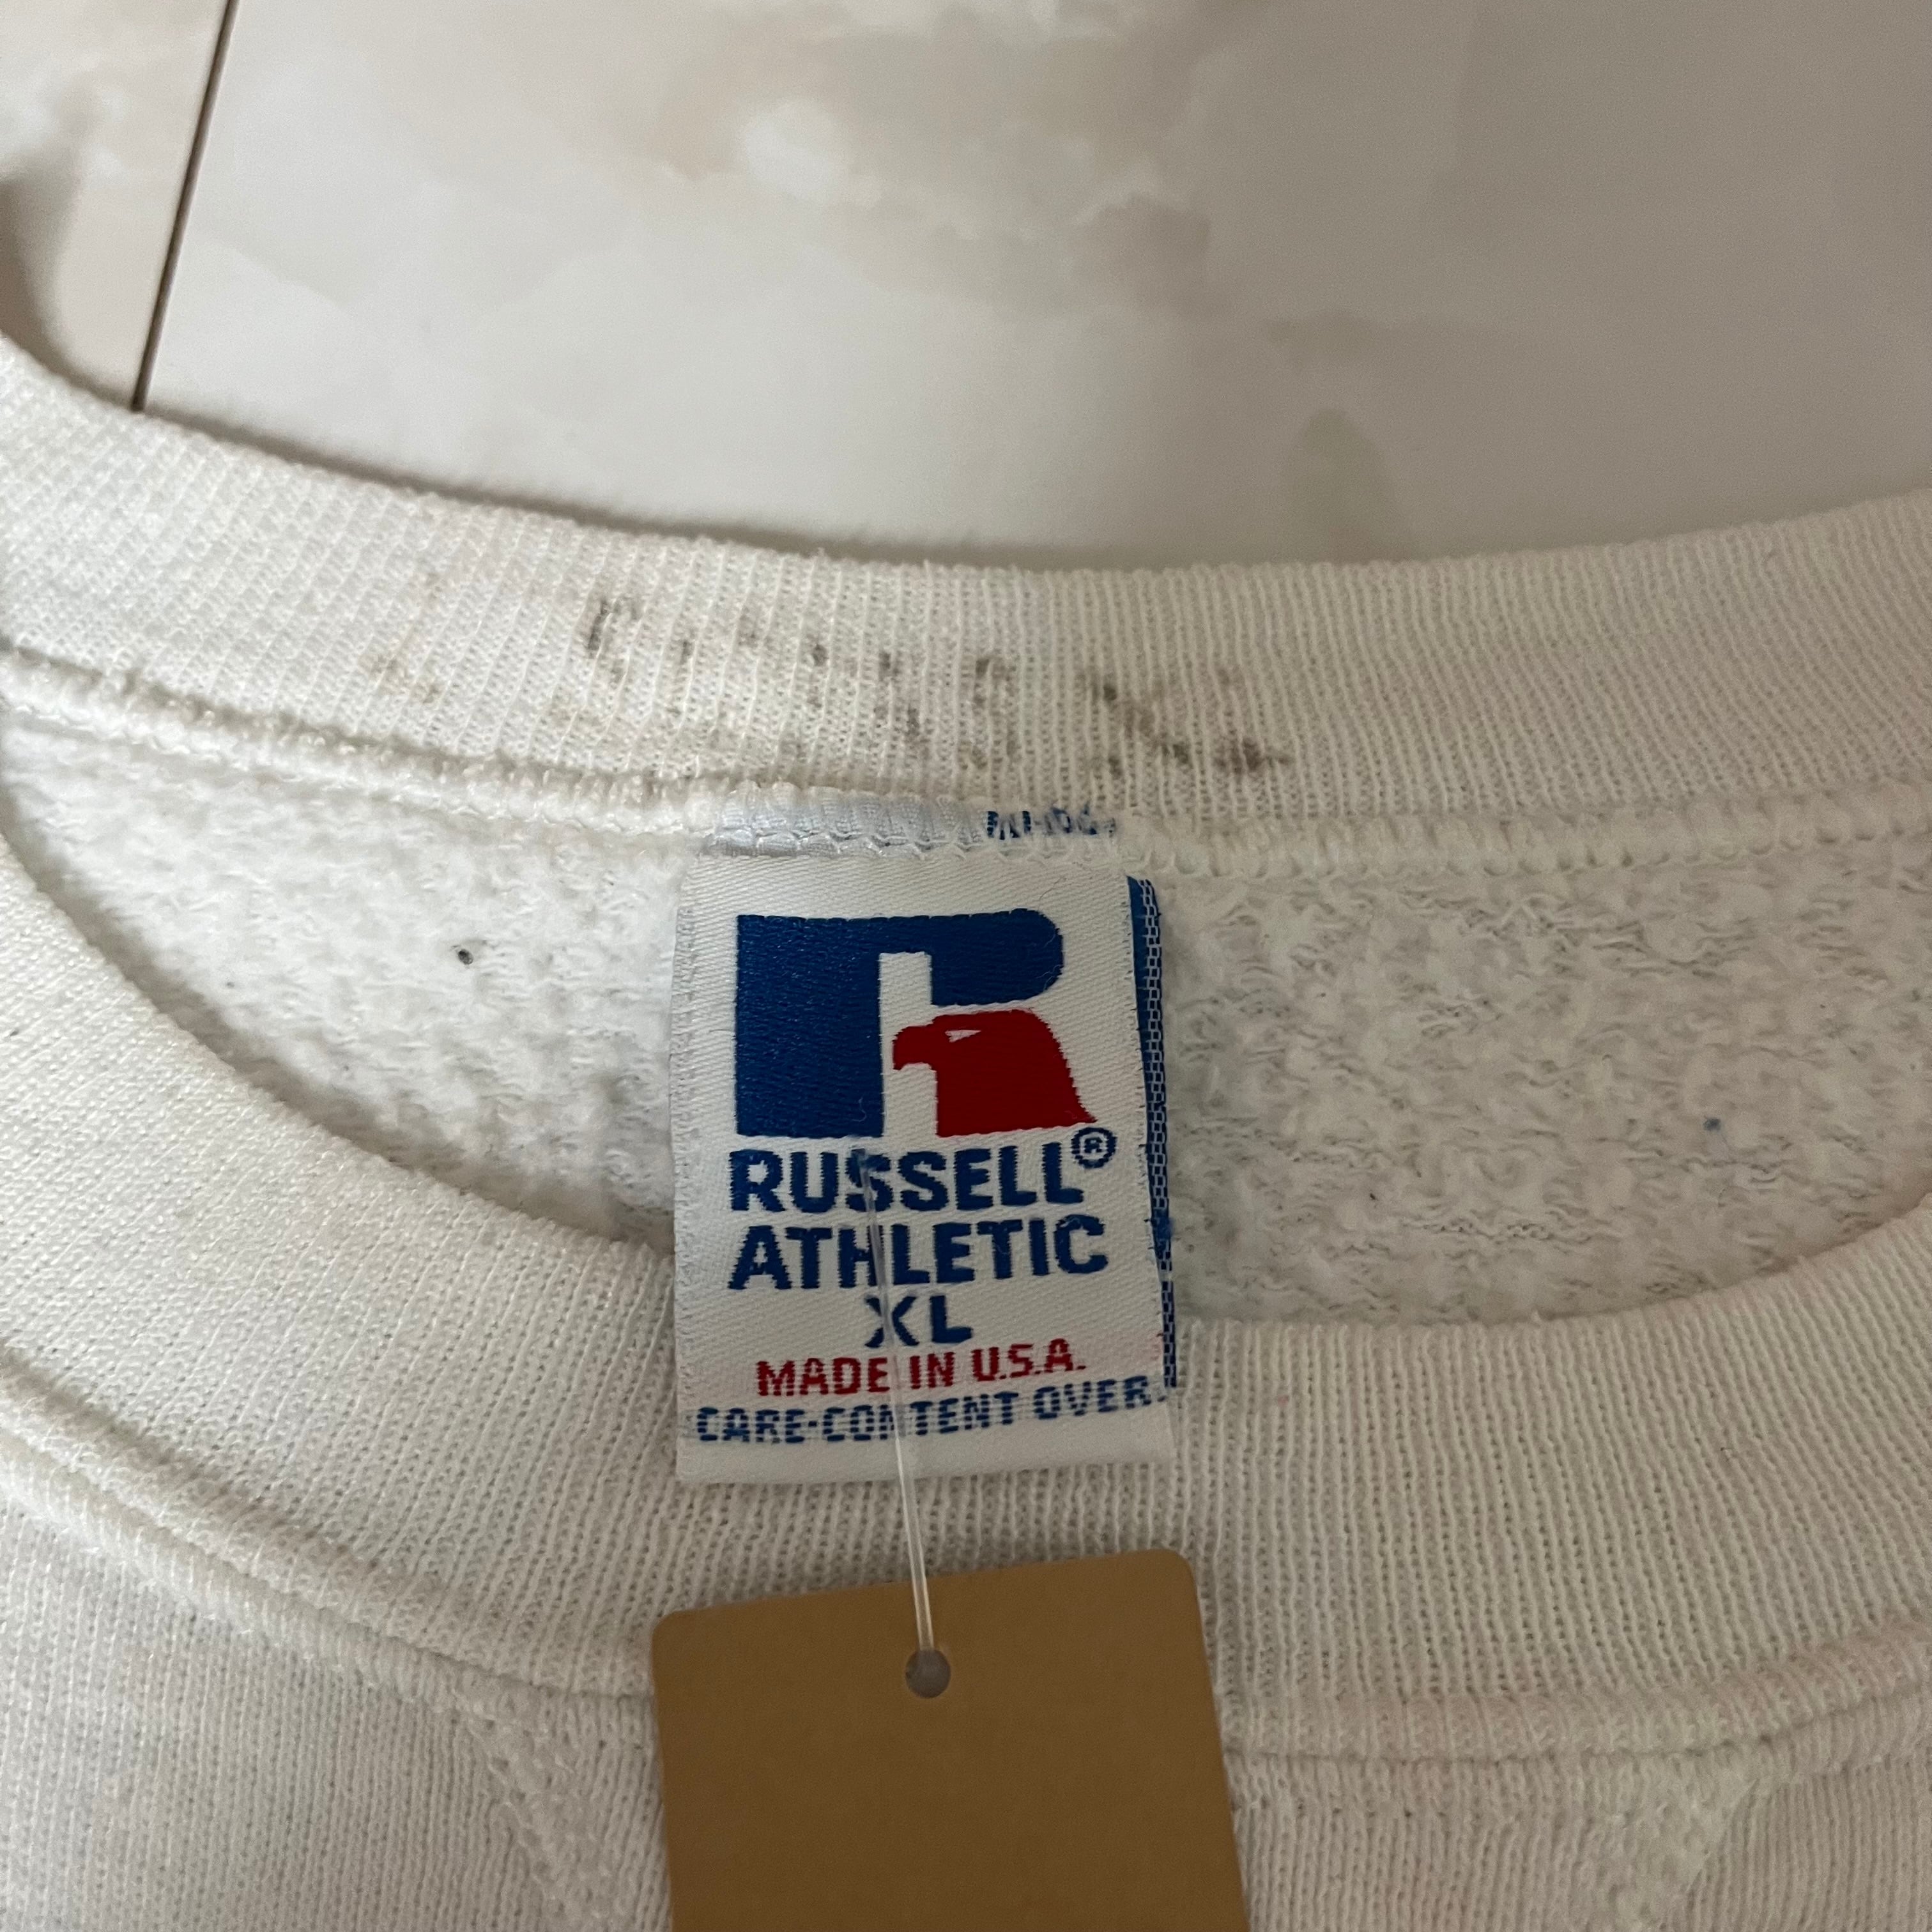 RUSSELL®
ATHLETIC
XL
MADE IN U.S.A.
CARE-CONTENT OVER.